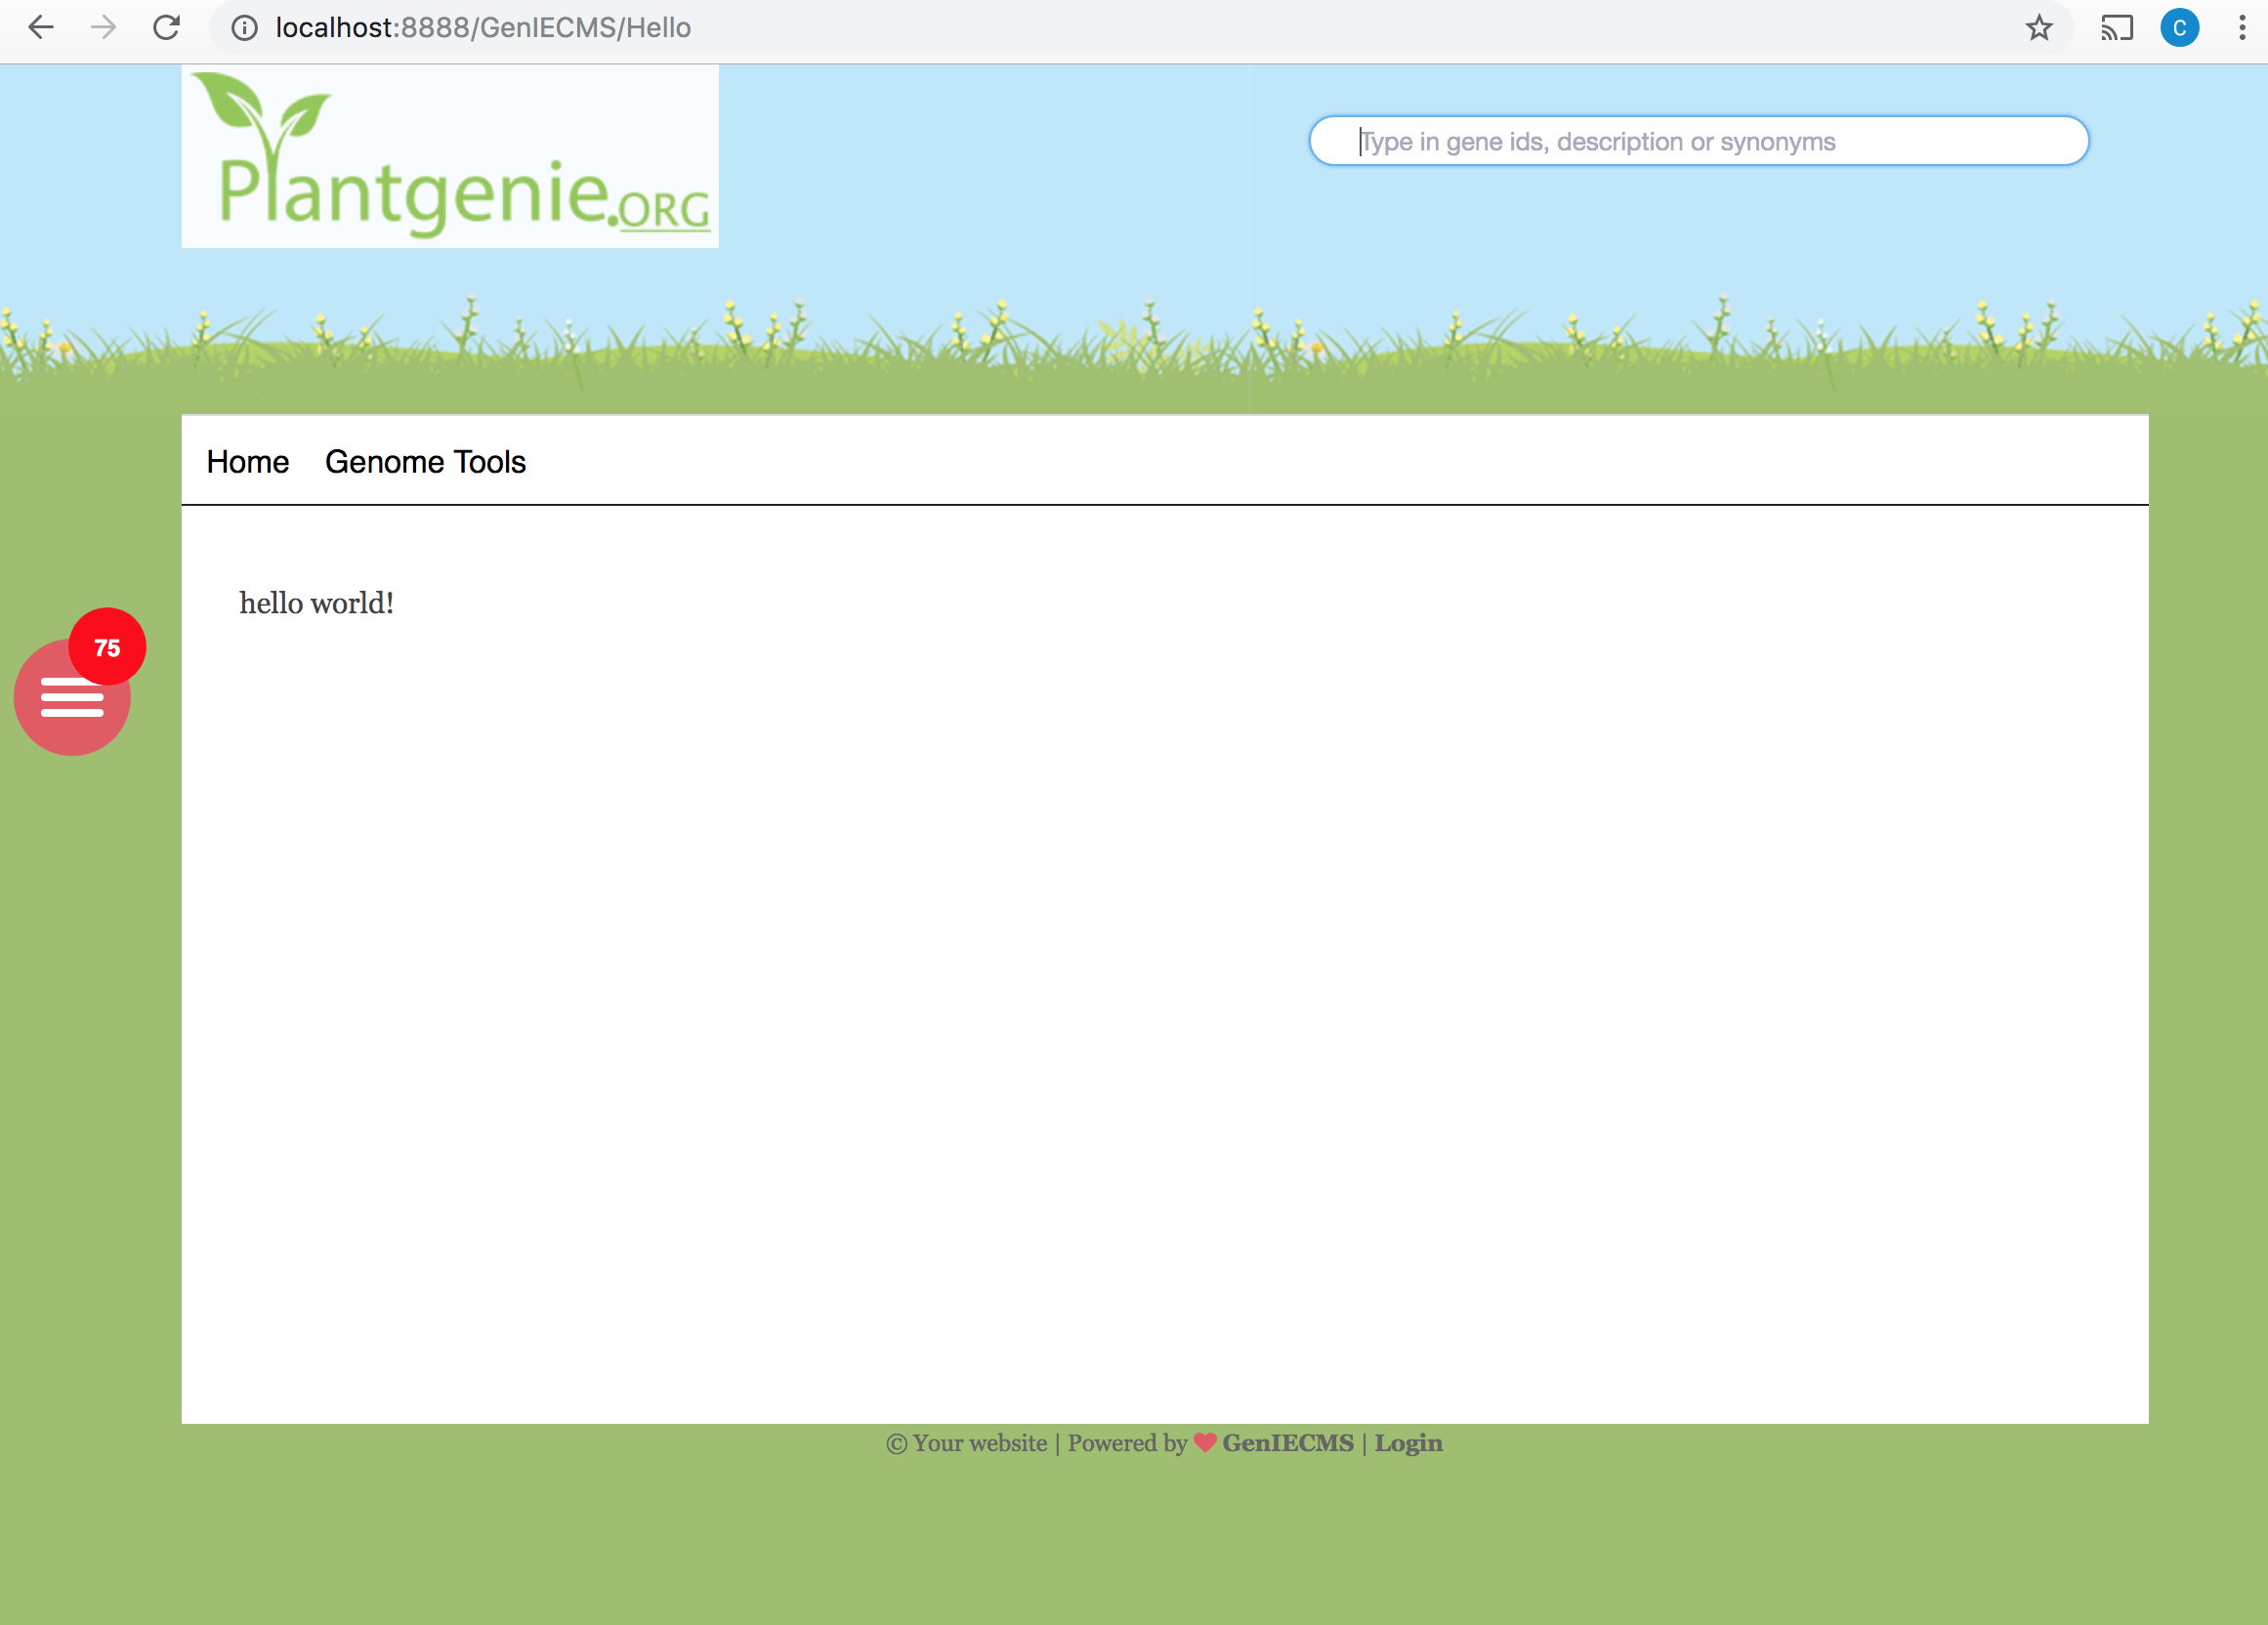 localhost:8888/GenIECMS/Hello
C
Plantgenie.ORG
Type in gene ids, description or synonyms
Home Genome Tools
hello world!
75
© Your website | Powered by ❤ GenIECMS | Login